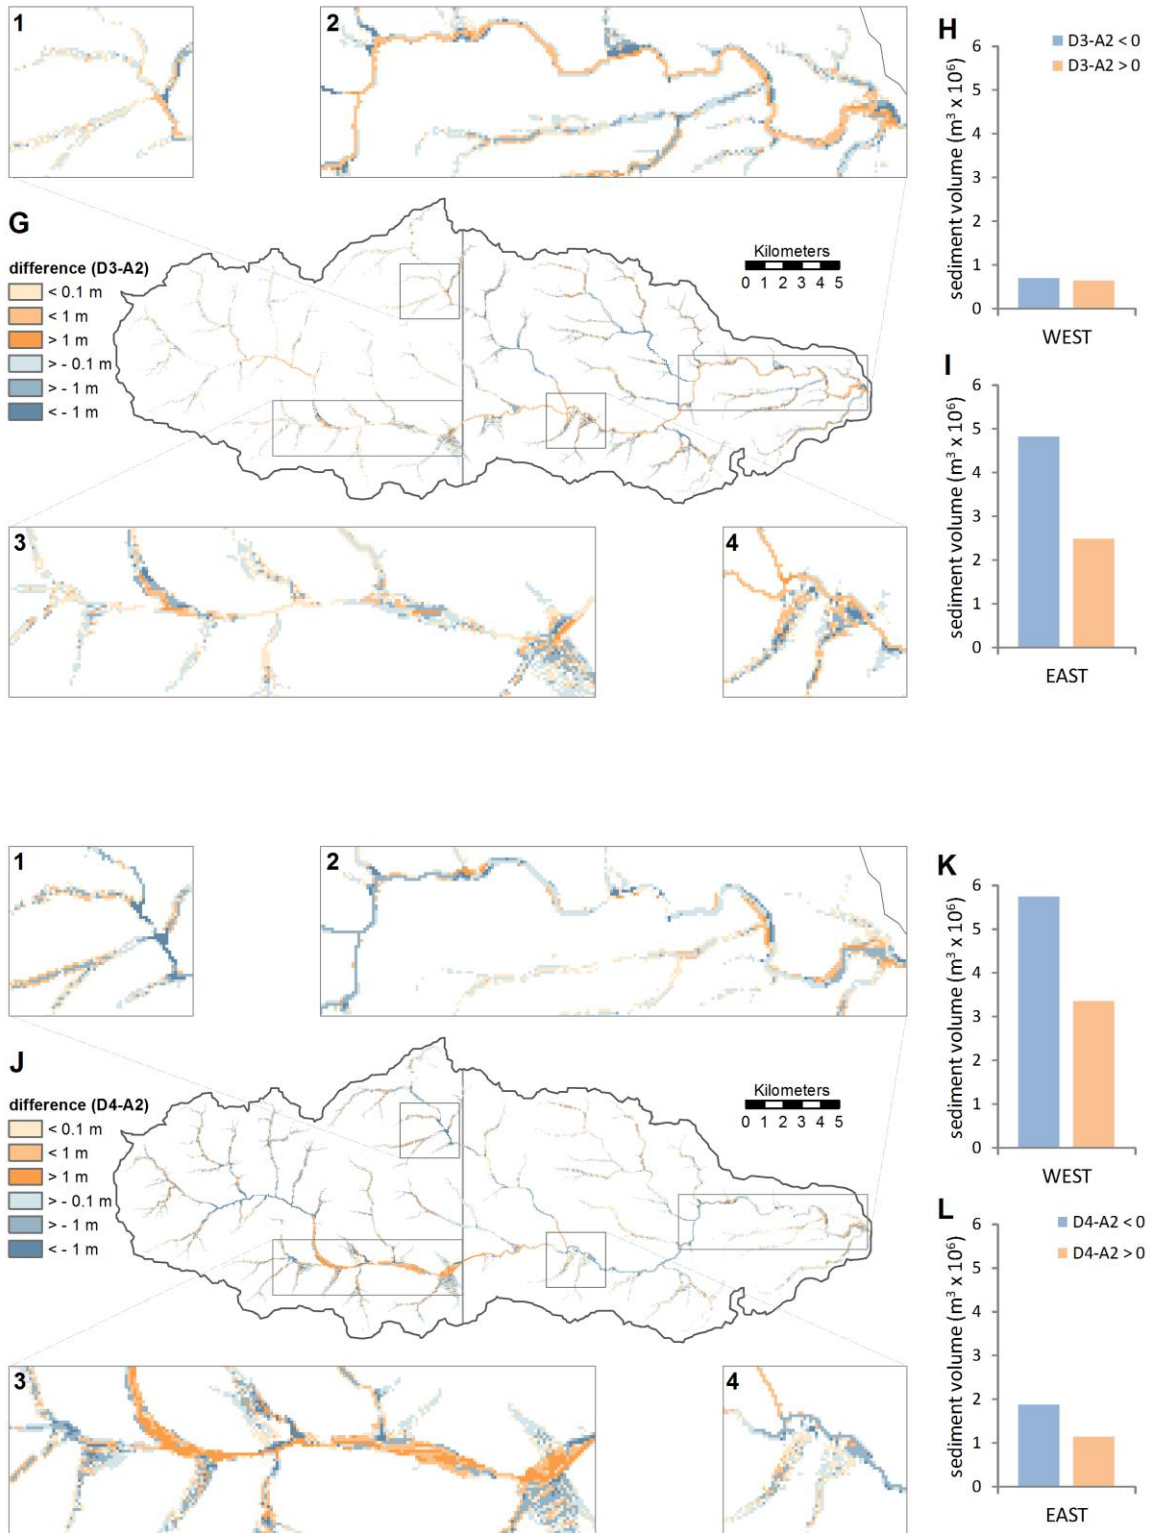 1
2
G
difference (D3-A2)
< 0.1 m
< 1 m
> 1 m
> - 0.1 m
> - 1 m
< - 1 m
Kilometers
0 1 2 3 4 5
3
4
H
D3-A2 < 0
D3-A2 > 0
sediment volume (m³ x 10⁶)
6
5
4
3
2
1
0
WEST
I
sediment volume (m³ x 10⁶)
6
5
4
3
2
1
0
EAST
1
2
J
difference (D4-A2)
< 0.1 m
< 1 m
> 1 m
> - 0.1 m
> - 1 m
< - 1 m
Kilometers
0 1 2 3 4 5
3
4
K
sediment volume (m³ x 10⁶)
6
5
4
3
2
1
0
WEST
L
D4-A2 < 0
D4-A2 > 0
sediment volume (m³ x 10⁶)
6
5
4
3
2
1
0
EAST